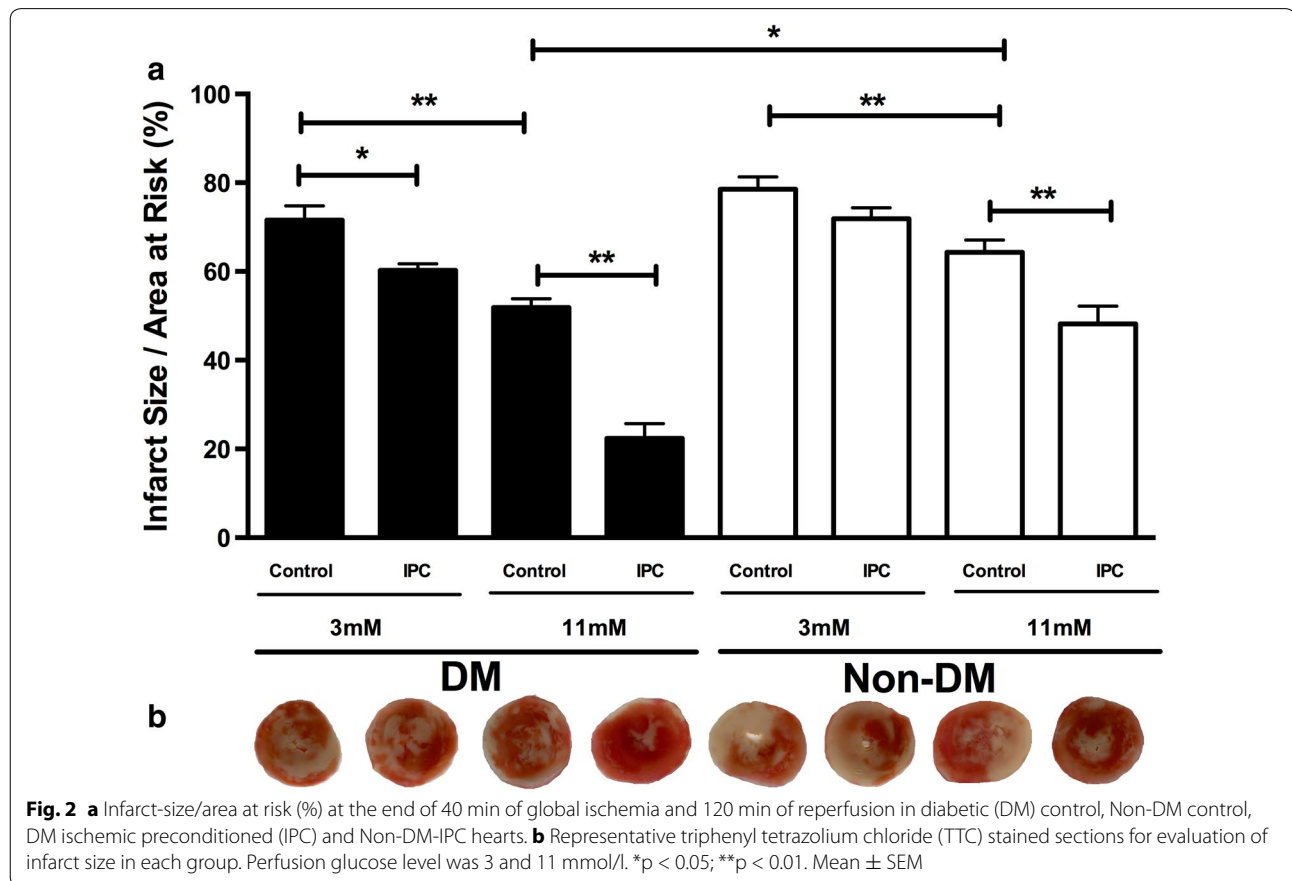 a
*
**
**
*
**
**
Infarct Size / Area at Risk (%)
100
80
60
40
20
0
Control IPC Control IPC Control IPC Control IPC
3mM 11mM 3mM 11mM
DM Non-DM
b
Fig. 2 a Infarct-size/area at risk (%) at the end of 40 min of global ischemia and 120 min of reperfusion in diabetic (DM) control, Non-DM control,
DM ischemic preconditioned (IPC) and Non-DM-IPC hearts. b Representative triphenyl tetrazolium chloride (TTC) stained sections for evaluation of
infarct size in each group. Perfusion glucose level was 3 and 11 mmol/l. *p < 0.05; **p < 0.01. Mean ± SEM